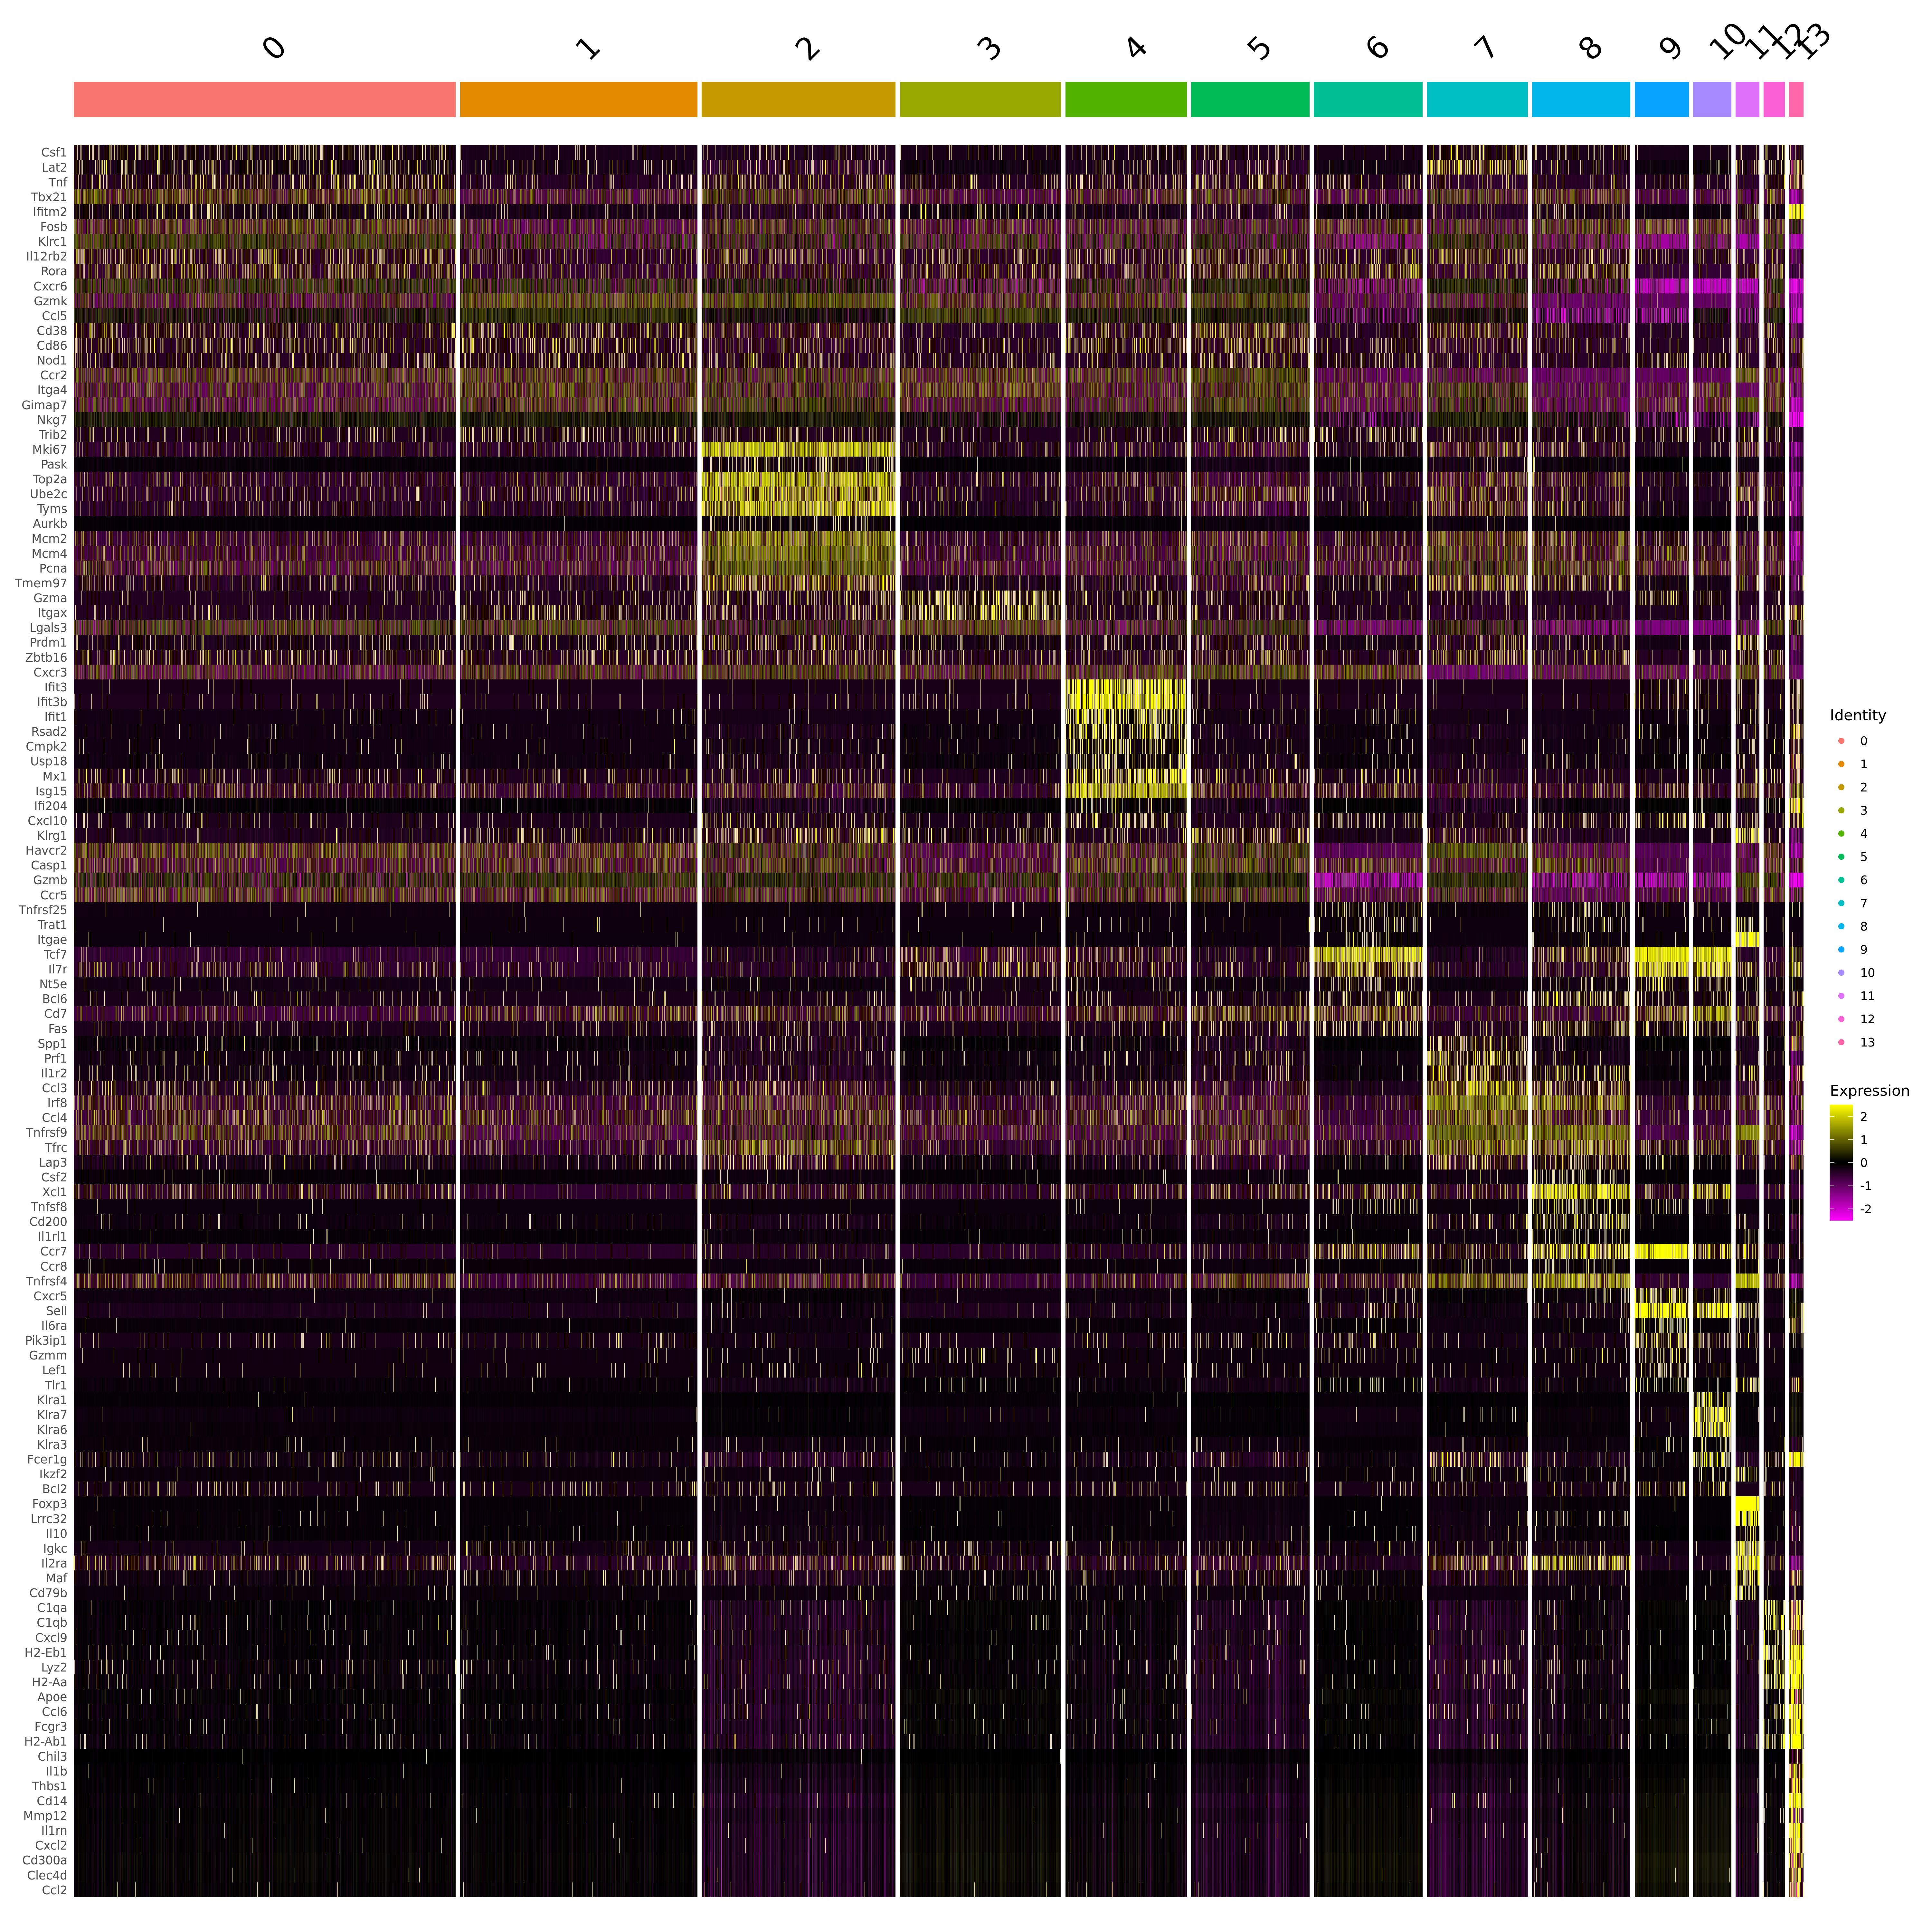 0 1 2 3 4 5 6 7 8 9 10 11 12 13
Csf1
Lat2
Tnf
Tbx21
Ifitm2
Fosb
Klrc1
Il12rb2
Rora
Cxcr6
Gzmk
Ccl5
Cd38
Cd86
Nod1
Ccr2
Itga4
Gimap7
Nkg7
Trib2
Mki67
Pask
Top2a
Ube2c
Tyms
Aurkb
Mcm2
Mcm4
Pcna
Tmem97
Gzma
Itgax
Lgals3
Prdm1
Zbtb16
Cxcr3
Ifit3
Ifit3b
Ifit1
Rsad2
Cmpk2
Usp18
Mx1
Isg15
Ifi204
Cxcl10
Klrg1
Havcr2
Casp1
Gzmb
Ccr5
Tnfrsf25
Trat1
Itgae
Tcf7
Il7r
Nt5e
Bcl6
Cd7
Fas
Spp1
Prf1
Il1r2
Ccl3
Irf8
Ccl4
Tnfrsf9
Tfrc
Lap3
Csf2
Xcl1
Tnfsf8
Cd200
Il1rl1
Ccr7
Ccr8
Tnfrsf4
Cxcr5
Sell
Il6ra
Pik3ip1
Gzmm
Lef1
Tlr1
Klra1
Klra7
Klra6
Klra3
Fcer1g
Ikzf2
Bcl2
Foxp3
Lrrc32
Il10
Igkc
Il2ra
Maf
Cd79b
C1qa
C1qb
Cxcl9
H2-Eb1
Lyz2
H2-Aa
Apoe
Ccl6
Fcgr3
H2-Ab1
Chil3
Il1b
Thbs1
Cd14
Mmp12
Il1rn
Cxcl2
Cd300a
Clec4d
Ccl2
Identity
0
1
2
3
4
5
6
7
8
9
10
11
12
13
Expression
2
1
0
-1
-2